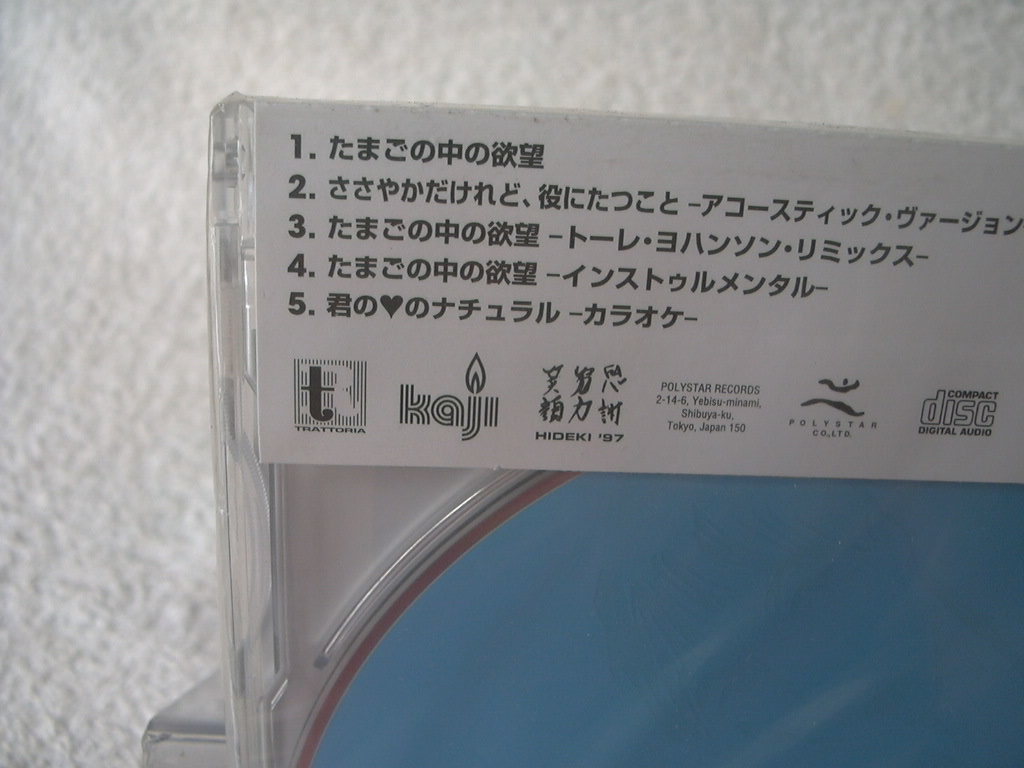 1. たまごの中の欲望
2. ささやかだけれど、役にたつこと –アコースティック・ヴァージョン–
3. たまごの中の欲望 –トーレ・ヨハンソン・リミックス–
4. たまごの中の欲望 –インストゥルメンタル–
5. 君の♥のナチュラル –カラオケ–
t
TRATTORIA
kaji
HIDEKI '97
POLYSTAR RECORDS
2-14-6, Yebisu-minami,
Shibuya-ku,
Tokyo, Japan 150
POLYSTAR
CO.,LTD.
COMPACT
disc
DIGITAL AUDIO